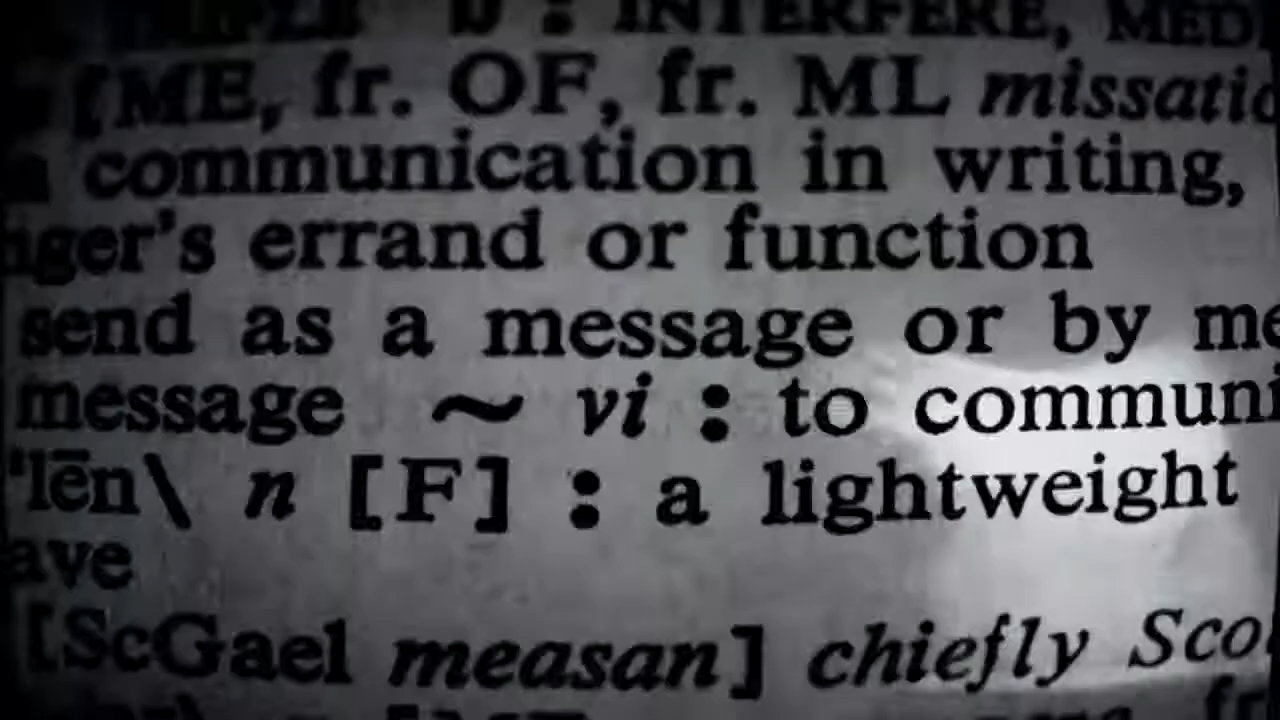 : INTERFERE, MED
[ME, fr. OF, fr. ML missatic
a communication in writing,
ger's errand or function
send as a message or by me
message ~ vi : to communi
'lēn\ n [F] : a lightweight
ave
[ScGael measan] chiefly Sco
fr